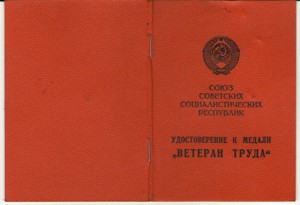 СОЮЗ
СОВЕТСКИХ
СОЦИАЛИСТИЧЕСКИХ
РЕСПУБЛИК
УДОСТОВЕРЕНИЕ К МЕДАЛИ
„ВЕТЕРАН ТРУДА“